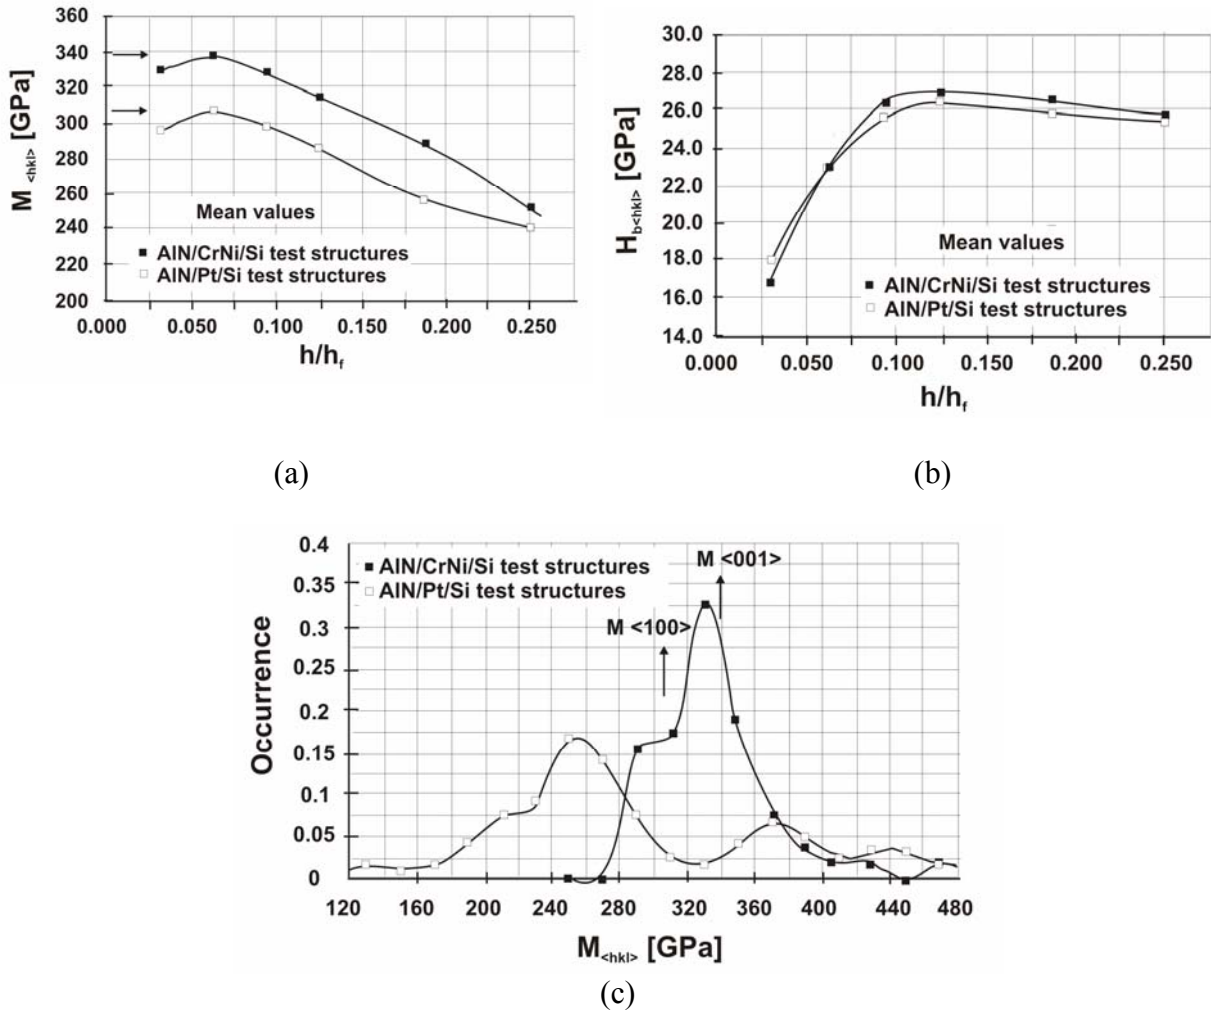 360
340
320
300
280
260
240
220
200
M <hkl> [GPa]
Mean values
AlN/CrNi/Si test structures
AlN/Pt/Si test structures
0.000 0.050 0.100 0.150 0.200 0.250
h/hf
(a)
30.0
28.0
26.0
24.0
22.0
20.0
18.0
16.0
14.0
Hb<hkl> [GPa]
Mean values
AlN/CrNi/Si test structures
AlN/Pt/Si test structures
0.000 0.050 0.100 0.150 0.200 0.250
h/hf
(b)
0.4
0.35
0.3
0.25
0.2
0.15
0.1
0.05
0
Occurrence
AlN/CrNi/Si test structures
AlN/Pt/Si test structures
M <001>
M <100>
120 160 200 240 280 320 360 400 440 480
M<hkl> [GPa]
(c)